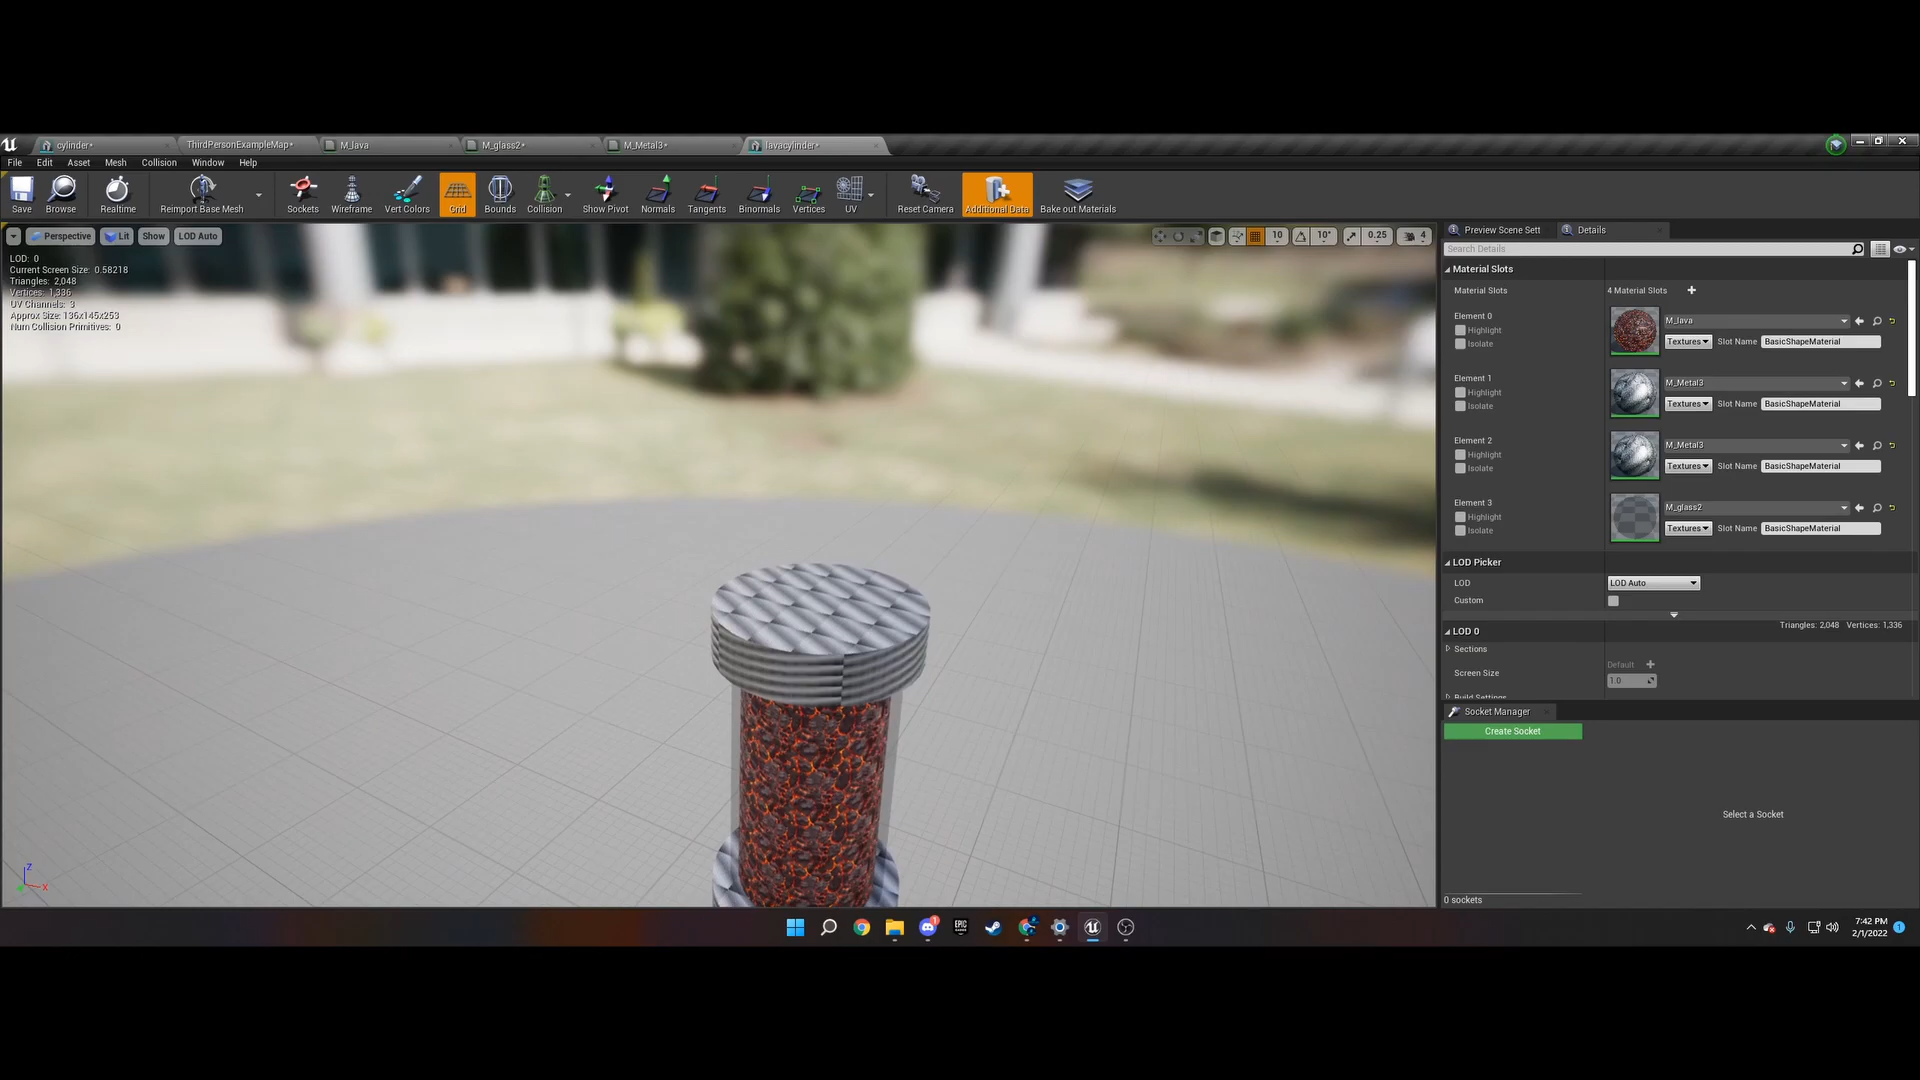 cylinder*
ThirdPersonExampleMap*
M_lava
M_glass2*
M_Metal3*
lavacylinder*
File Edit Asset Mesh Collision Window Help
Save Browse Realtime Reimport Base Mesh Sockets Wireframe Vert Colors Grid Bounds Collision Show Pivot Normals Tangents Binormals Vertices UV Reset Camera Additional Data Bake out Materials
Perspective Lit Show LOD Auto
10 10° 0.25 4
LOD: 0
Current Screen Size: 0.58218
Triangles: 2,048
Vertices: 1,336
UV Channels: 3
Approx Size: 136x145x253
Num Collision Primitives: 0
Z
X
Preview Scene Sett Details
Search Details
Material Slots
Material Slots 4 Material Slots
Element 0
Highlight
Isolate
M_lava
Textures Slot Name BasicShapeMaterial
Element 1
Highlight
Isolate
M_Metal3
Textures Slot Name BasicShapeMaterial
Element 2
Highlight
Isolate
M_Metal3
Textures Slot Name BasicShapeMaterial
Element 3
Highlight
Isolate
M_glass2
Textures Slot Name BasicShapeMaterial
LOD Picker
LOD LOD Auto
Custom
LOD 0
Triangles: 2,048 Vertices: 1,336
Sections
Screen Size
Default
1.0
Build Settings
Socket Manager
Create Socket
Select a Socket
0 sockets
EPIC
1
7:42 PM
2/1/2022
1